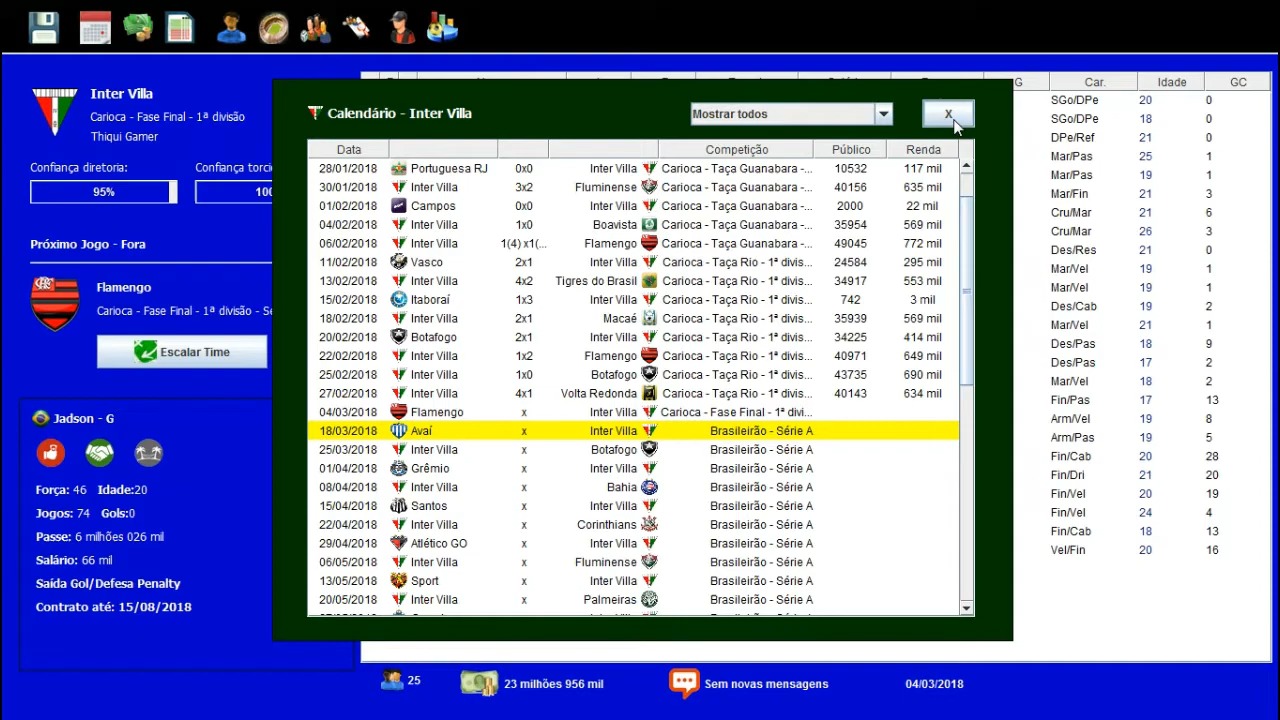 Inter Villa
Carioca - Fase Final - 1ª divisão
Thiqui Gamer
Confiança diretoria:
Confiança torcic
95%
100
Próximo Jogo - Fora
Flamengo
Carioca - Fase Final - 1ª divisão - Se
Escalar Time
Jadson - G
Força: 46 Idade:20
Jogos: 74 Gols:0
Passe: 6 milhões 026 mil
Salário: 66 mil
Saída Gol/Defesa Penalty
Contrato até: 15/08/2018
Calendário - Inter Villa
Mostrar todos
X
Data Competição Público Renda
28/01/2018 Portuguesa RJ 0x0 Inter Villa Carioca - Taça Guanabara -... 10532 117 mil
30/01/2018 Inter Villa 3x2 Fluminense Carioca - Taça Guanabara -... 40156 635 mil
01/02/2018 Campos 0x0 Inter Villa Carioca - Taça Guanabara -... 2000 22 mil
04/02/2018 Inter Villa 1x0 Boavista Carioca - Taça Guanabara -... 35954 569 mil
06/02/2018 Inter Villa 1(4) x1(... Flamengo Carioca - Taça Guanabara -... 49045 772 mil
11/02/2018 Vasco 2x1 Inter Villa Carioca - Taça Rio - 1ª divis... 24584 295 mil
13/02/2018 Inter Villa 4x2 Tigres do Brasil Carioca - Taça Rio - 1ª divis... 34917 553 mil
15/02/2018 Itaboraí 1x3 Inter Villa Carioca - Taça Rio - 1ª divis... 742 3 mil
18/02/2018 Inter Villa 2x1 Macaé Carioca - Taça Rio - 1ª divis... 35939 569 mil
20/02/2018 Botafogo 2x1 Inter Villa Carioca - Taça Rio - 1ª divis... 34225 414 mil
22/02/2018 Inter Villa 1x2 Flamengo Carioca - Taça Rio - 1ª divis... 40971 649 mil
25/02/2018 Inter Villa 1x0 Botafogo Carioca - Taça Rio - 1ª divis... 43735 690 mil
27/02/2018 Inter Villa 4x1 Volta Redonda Carioca - Taça Rio - 1ª divis... 40143 634 mil
04/03/2018 Flamengo x Inter Villa Carioca - Fase Final - 1ª divi...
18/03/2018 Avaí x Inter Villa Brasileirão - Série A
25/03/2018 Inter Villa x Botafogo Brasileirão - Série A
01/04/2018 Grêmio x Inter Villa Brasileirão - Série A
08/04/2018 Inter Villa x Bahia Brasileirão - Série A
15/04/2018 Santos x Inter Villa Brasileirão - Série A
22/04/2018 Inter Villa x Corinthians Brasileirão - Série A
29/04/2018 Atlético GO x Inter Villa Brasileirão - Série A
06/05/2018 Inter Villa x Fluminense Brasileirão - Série A
13/05/2018 Sport x Inter Villa Brasileirão - Série A
20/05/2018 Inter Villa x Palmeiras Brasileirão - Série A
G Car. Idade GC
SGo/DPe 20 0
SGo/DPe 18 0
DPe/Ref 21 0
Mar/Pas 25 1
Mar/Pas 19 1
Mar/Fin 21 3
Cru/Mar 21 6
Cru/Mar 26 3
Des/Res 21 0
Mar/Vel 19 1
Mar/Vel 19 1
Des/Cab 19 2
Mar/Vel 21 1
Des/Pas 18 9
Des/Pas 17 2
Mar/Vel 18 2
Fin/Pas 17 13
Arm/Vel 19 8
Arm/Pas 19 5
Fin/Cab 20 28
Fin/Dri 21 20
Fin/Vel 20 19
Fin/Vel 24 4
Fin/Cab 18 13
Vel/Fin 20 16
25
23 milhões 956 mil
Sem novas mensagens
04/03/2018